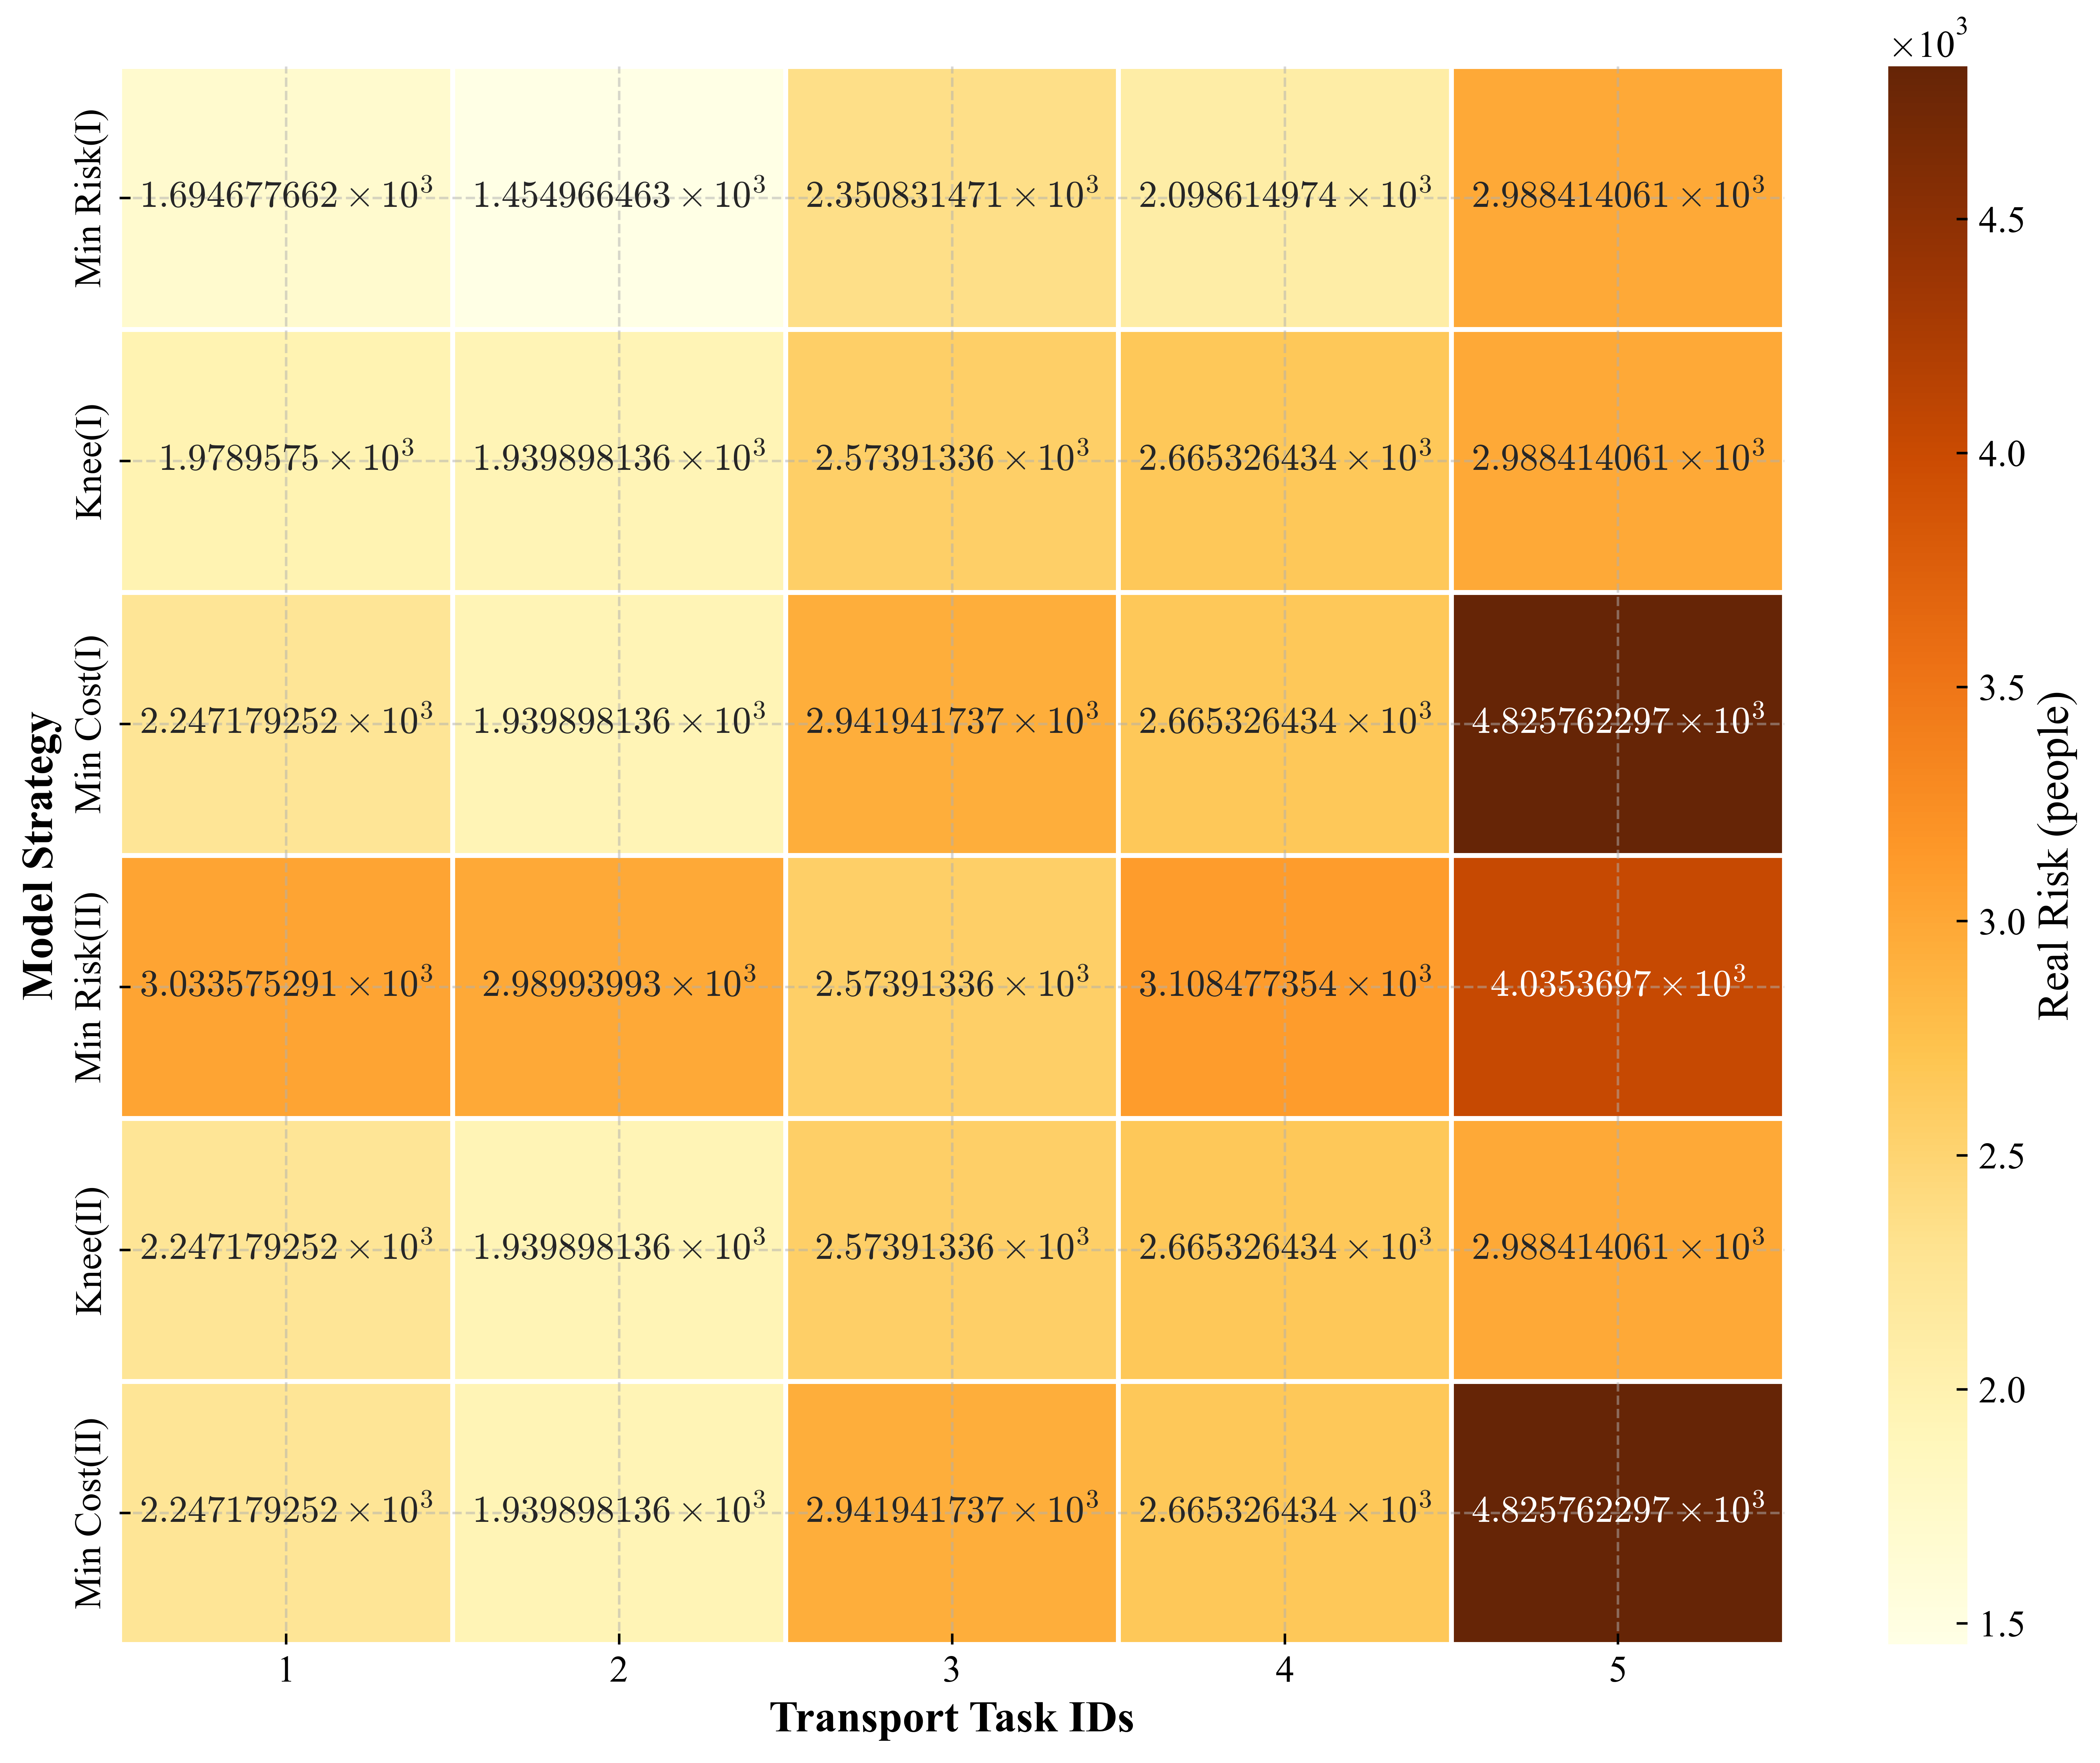 ×10³
Min Risk(I)
1.694677662 × 10³
1.454966463 × 10³
2.350831471 × 10³
2.098614974 × 10³
2.988414061 × 10³
Knee(I)
1.9789575 × 10³
1.939898136 × 10³
2.57391336 × 10³
2.665326434 × 10³
2.988414061 × 10³
Min Cost(I)
2.247179252 × 10³
1.939898136 × 10³
2.941941737 × 10³
2.665326434 × 10³
4.825762297 × 10³
Min Risk(II)
3.033575291 × 10³
2.98993993 × 10³
2.57391336 × 10³
3.108477354 × 10³
4.0353697 × 10³
Knee(II)
2.247179252 × 10³
1.939898136 × 10³
2.57391336 × 10³
2.665326434 × 10³
2.988414061 × 10³
Min Cost(II)
2.247179252 × 10³
1.939898136 × 10³
2.941941737 × 10³
2.665326434 × 10³
4.825762297 × 10³
Model Strategy
1
2
3
4
5
Transport Task IDs
4.5
4.0
3.5
3.0
2.5
2.0
1.5
Real Risk (people)